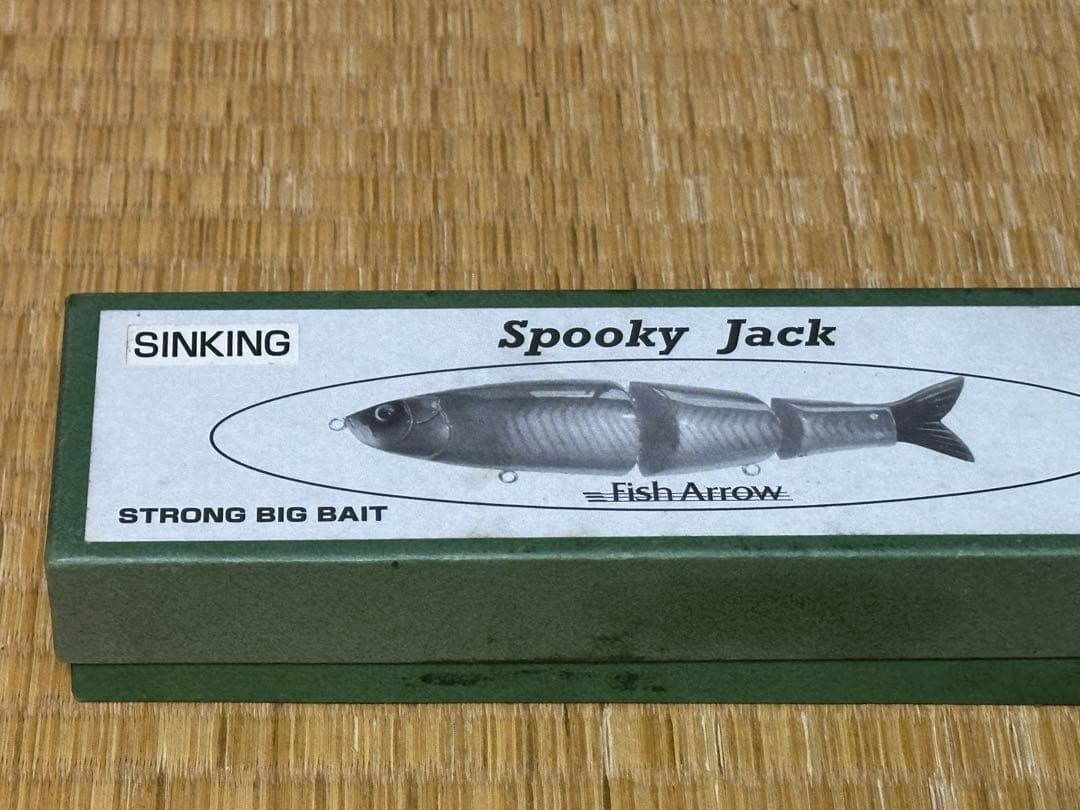 SINKING
Spooky Jack
Fish Arrow
STRONG BIG BAIT